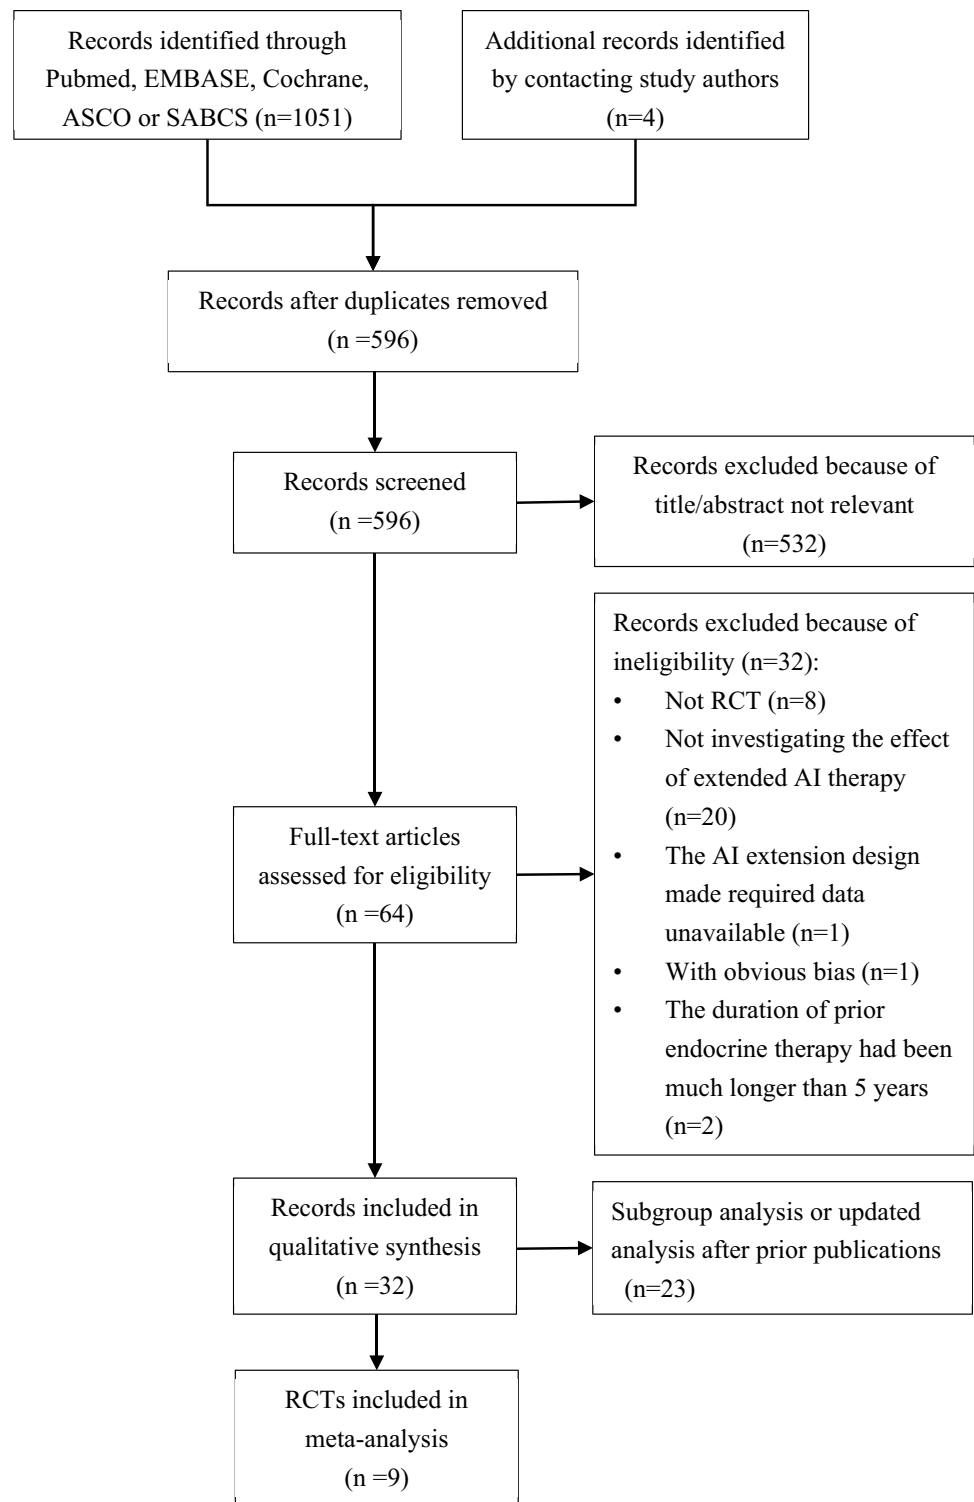 Records identified through
Pubmed, EMBASE, Cochrane,
ASCO or SABCS (n=1051)
Additional records identified
by contacting study authors
(n=4)
Records after duplicates removed
(n =596)
Records screened
(n =596)
Records excluded because of
title/abstract not relevant
(n=532)
Full-text articles
assessed for eligibility
(n =64)
Records excluded because of
ineligibility (n=32):
• Not RCT (n=8)
• Not investigating the effect
of extended AI therapy
(n=20)
• The AI extension design
made required data
unavailable (n=1)
• With obvious bias (n=1)
• The duration of prior
endocrine therapy had been
much longer than 5 years
(n=2)
Records included in
qualitative synthesis
(n =32)
Subgroup analysis or updated
analysis after prior publications
(n=23)
RCTs included in
meta-analysis
(n =9)